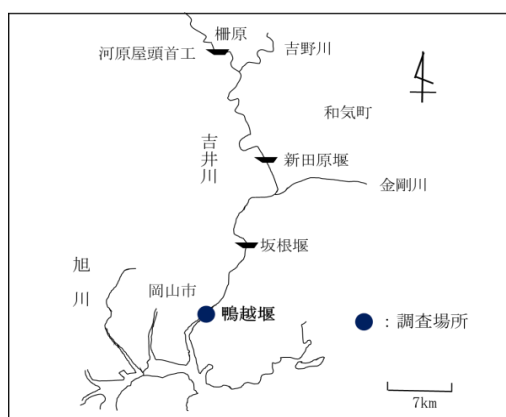 柵原
吉野川
河原屋頭首工
和気町
吉井川
新田原堰
金剛川
坂根堰
旭川
岡山市
鴨越堰
：調査場所
7km